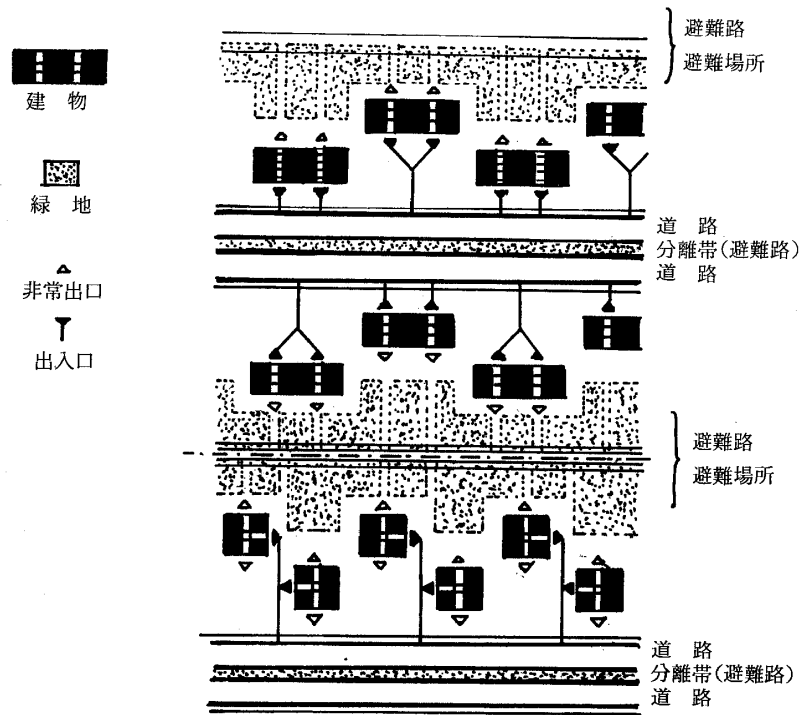 建 物
緑 地
非常出口
出入口
避難路
避難場所
道 路
分離帯(避難路)
道 路
避難路
避難場所
道 路
分離帯(避難路)
道 路